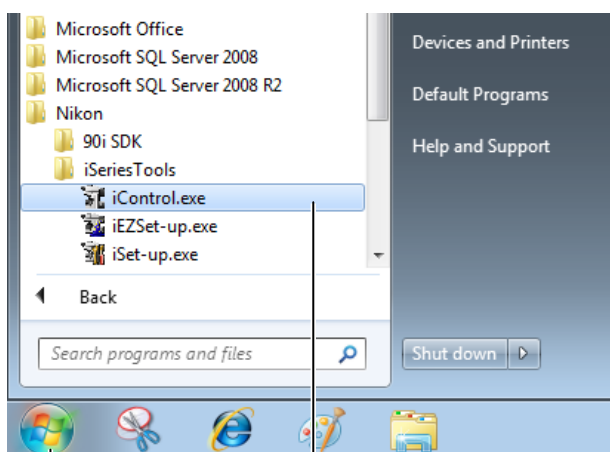 Microsoft Office
Microsoft SQL Server 2008
Microsoft SQL Server 2008 R2
Nikon
90i SDK
iSeriesTools
iControl.exe
iEZSet-up.exe
iSet-up.exe
Back
Search programs and files
Devices and Printers
Default Programs
Help and Support
Shut down